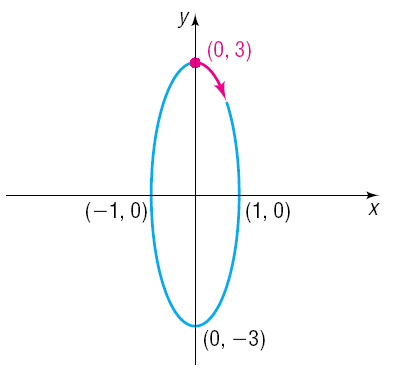 y
(0, 3)
(−1, 0)
(1, 0)
x
(0, −3)